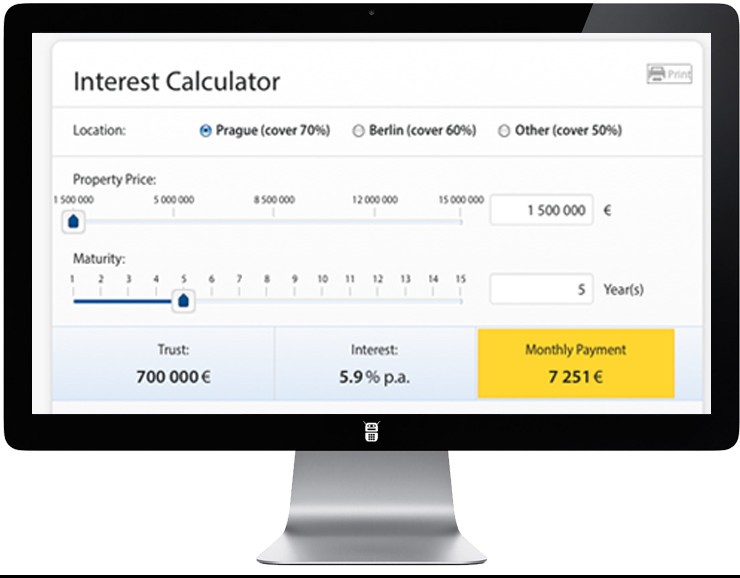 Interest Calculator
Print
Location: Prague (cover 70%) Berlin (cover 60%) Other (cover 50%)
Property Price:
1 500 000 5 000 000 8 500 000 12 000 000 15 000 000
1 500 000 €
Maturity:
1 2 3 4 5 6 7 8 9 10 11 12 13 14 15
5 Year(s)
Trust: Interest: Monthly Payment
700 000 € 5.9 % p.a. 7 251 €